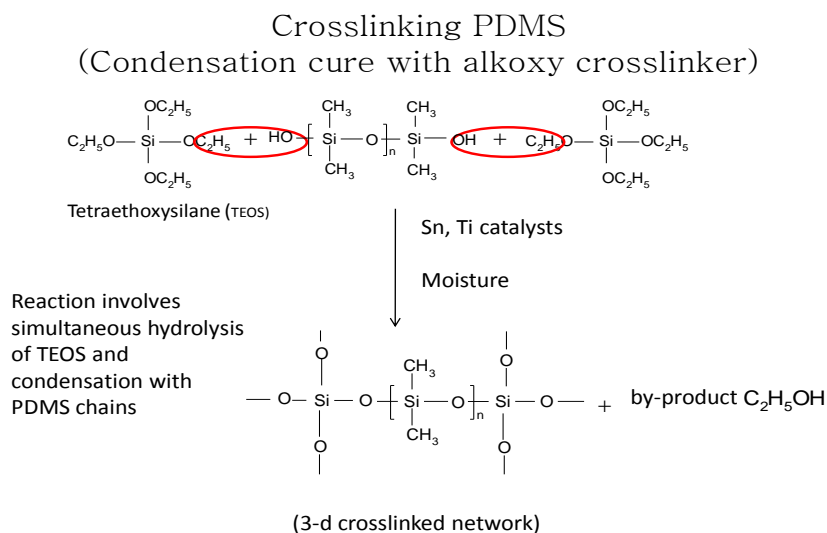 Crosslinking PDMS
(Condensation cure with alkoxy crosslinker)
OC₂H₅ CH₃ CH₃ OC₂H₅
C₂H₅O — Si — OC₂H₅ + HO — [ Si — O ]n — Si — OH + C₂H₅O — Si — OC₂H₅
OC₂H₅ CH₃ CH₃ OC₂H₅
Tetraethoxysilane (TEOS)
Sn, Ti catalysts
Moisture
Reaction involves
simultaneous hydrolysis
of TEOS and
condensation with
PDMS chains
O CH₃ O
— O — Si — O — [ Si — O ]n — Si — O — + by-product C₂H₅OH
O CH₃ O
(3-d crosslinked network)